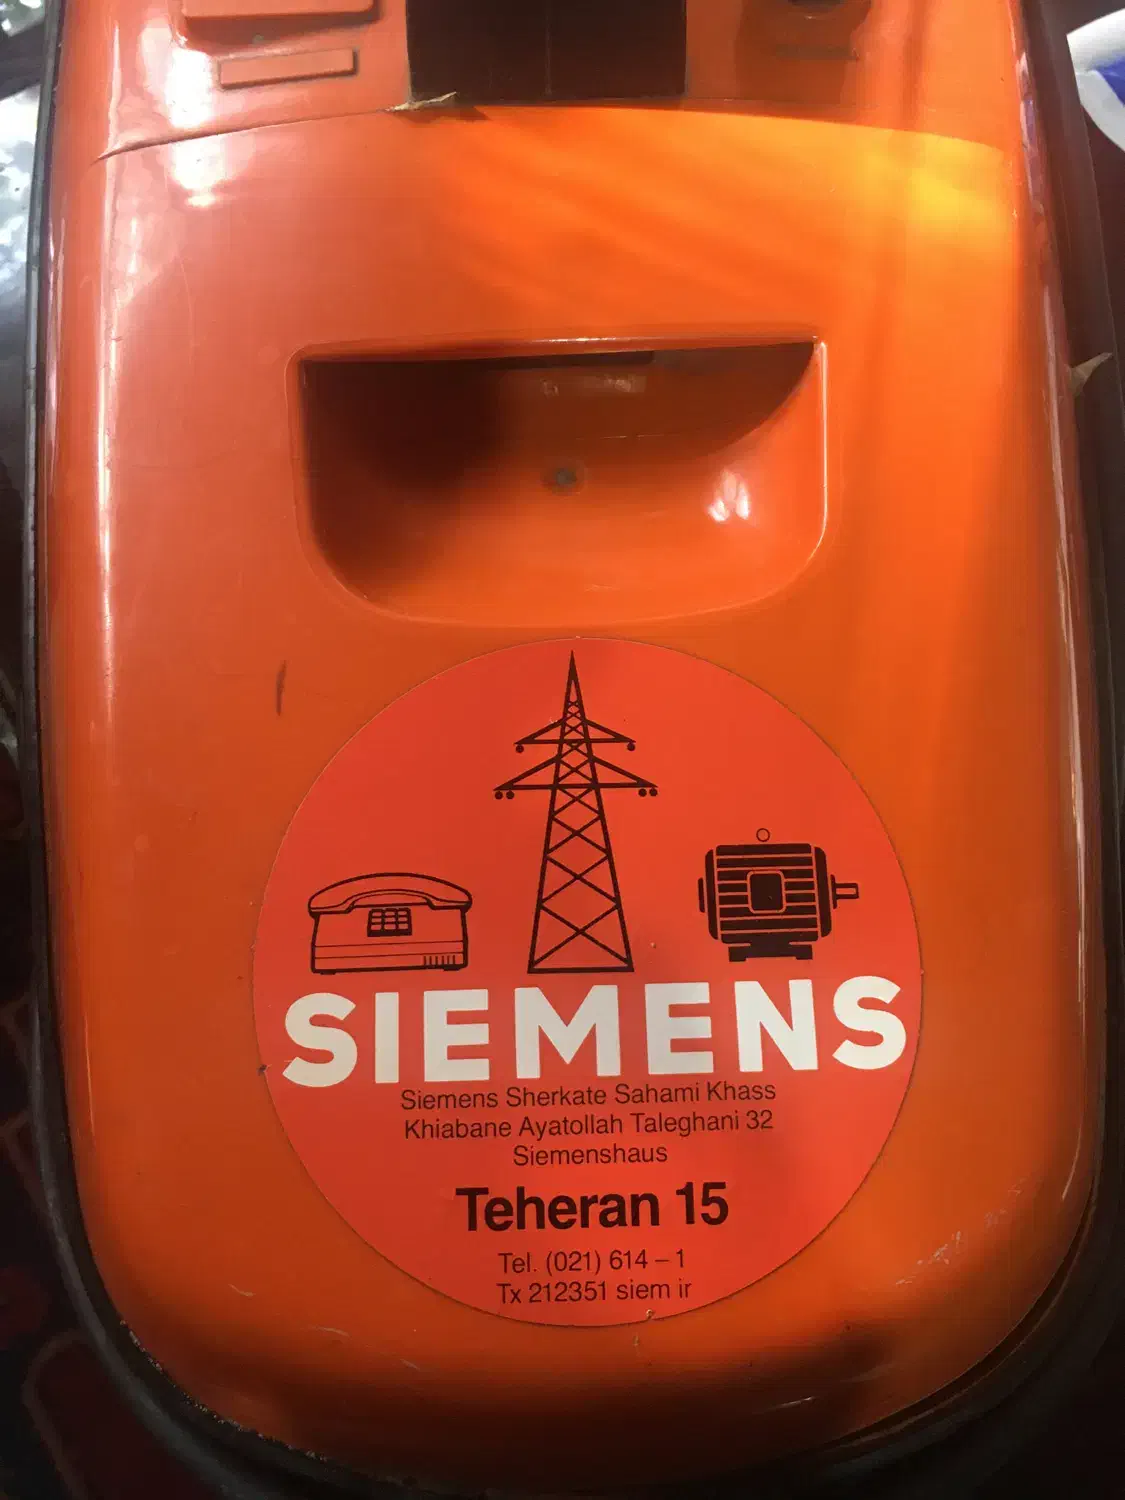 SIEMENS
Siemens Sherkate Sahami Khass
Khiabane Ayatollah Taleghani 32
Siemenshaus
Teheran 15
Tel. (021) 614 – 1
Tx 212351 siem ir